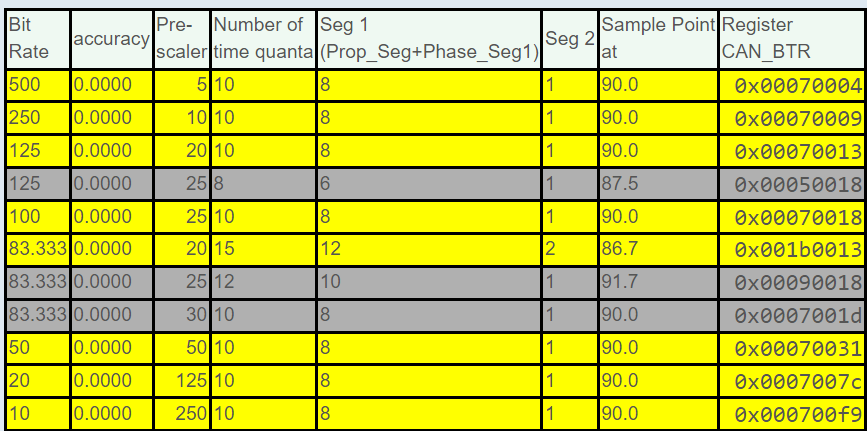 Bit Rate accuracy Pre-scaler Number of time quanta Seg 1 (Prop_Seg+Phase_Seg1) Seg 2 Sample Point at Register CAN_BTR
500 0.0000 5 10 8 1 90.0 0x00070004
250 0.0000 10 10 8 1 90.0 0x00070009
125 0.0000 20 10 8 1 90.0 0x00070013
125 0.0000 25 8 6 1 87.5 0x00050018
100 0.0000 25 10 8 1 90.0 0x00070018
83.333 0.0000 20 15 12 2 86.7 0x001b0013
83.333 0.0000 25 12 10 1 91.7 0x00090018
83.333 0.0000 30 10 8 1 90.0 0x0007001d
50 0.0000 50 10 8 1 90.0 0x00070031
20 0.0000 125 10 8 1 90.0 0x0007007c
10 0.0000 250 10 8 1 90.0 0x000700f9